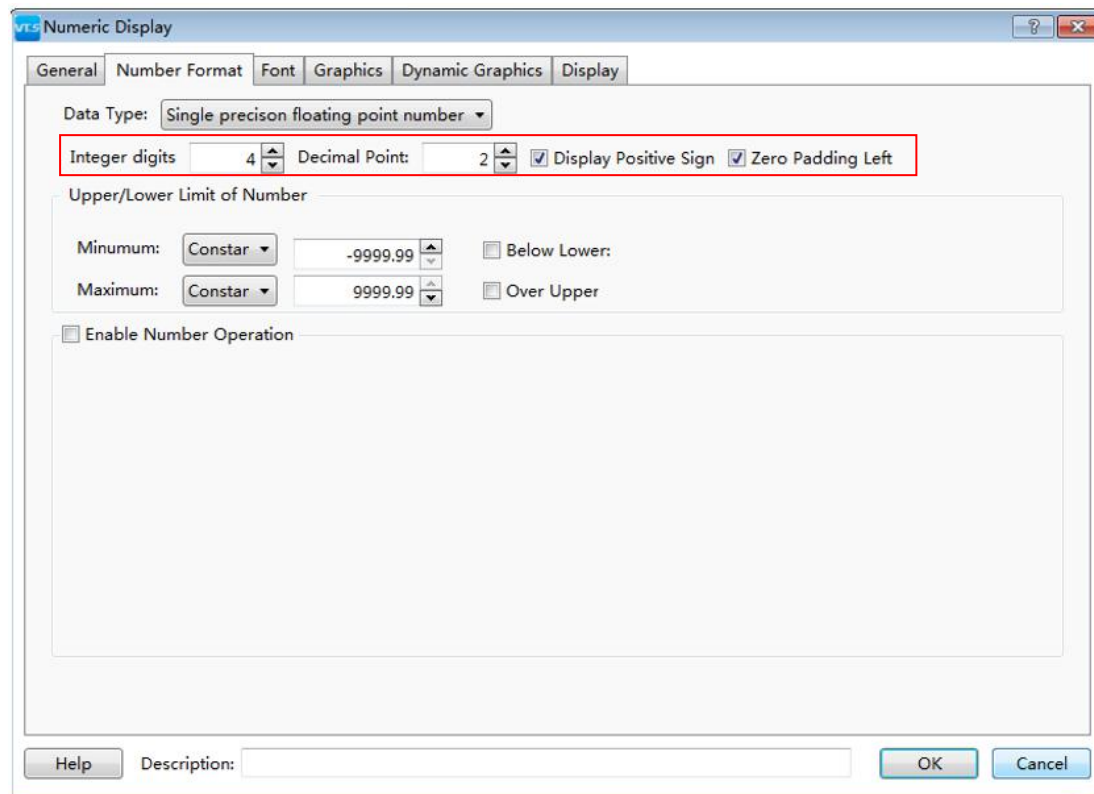 VTS Numeric Display ?
General Number Format Font Graphics Dynamic Graphics Display
Data Type: Single precison floating point number
Integer digits 4 Decimal Point: 2 Display Positive Sign Zero Padding Left
Upper/Lower Limit of Number
Minumum: Constar -9999.99 Below Lower:
Maximum: Constar 9999.99 Over Upper
Enable Number Operation
Help Description: OK Cancel